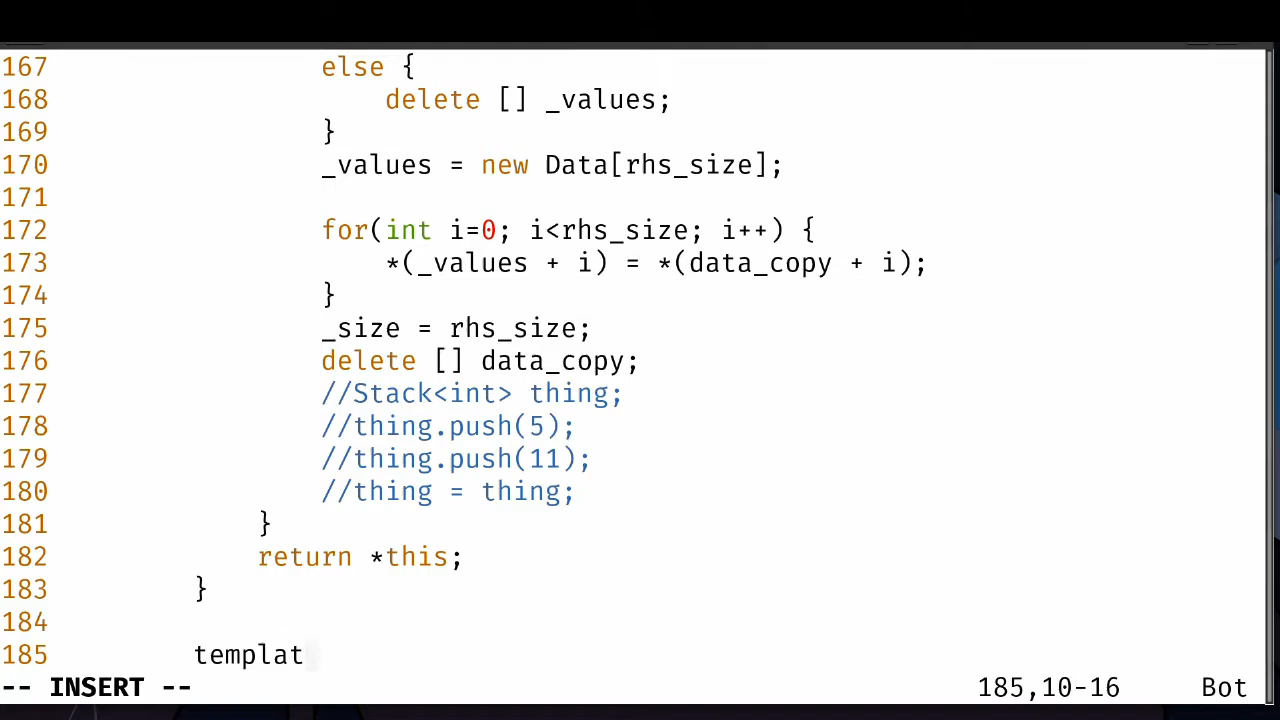 167 else {
168 delete [] _values;
169 }
170 _values = new Data[rhs_size];
171
172 for(int i=0; i<rhs_size; i++) {
173 *(_values + i) = *(data_copy + i);
174 }
175 _size = rhs_size;
176 delete [] data_copy;
177 //Stack<int> thing;
178 //thing.push(5);
179 //thing.push(11);
180 //thing = thing;
181 }
182 return *this;
183 }
184
185 templat
-- INSERT -- 185,10-16 Bot